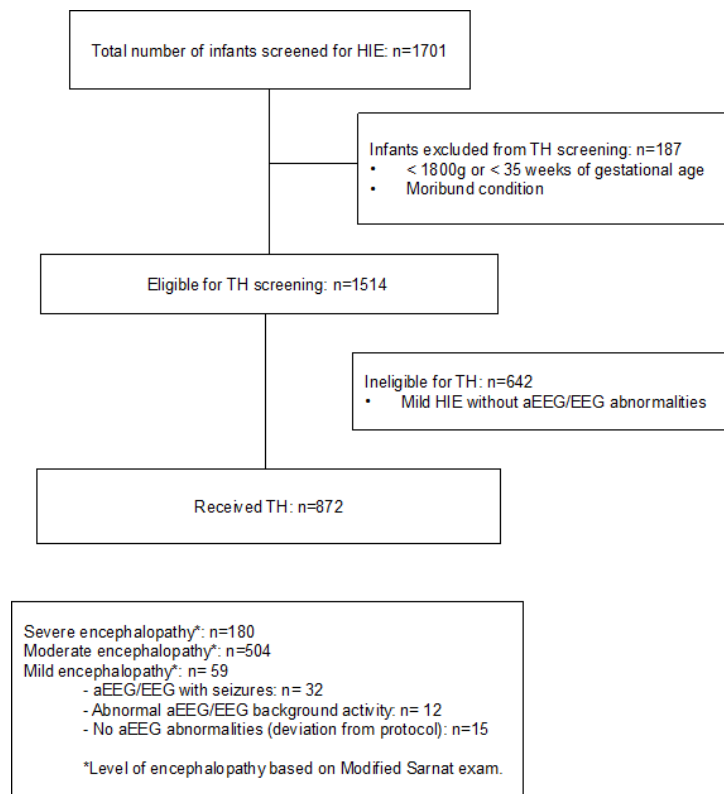 Total number of infants screened for HIE: n=1701
Infants excluded from TH screening: n=187
• < 1800g or < 35 weeks of gestational age
• Moribund condition
Eligible for TH screening: n=1514
Ineligible for TH: n=642
• Mild HIE without aEEG/EEG abnormalities
Received TH: n=872
Severe encephalopathy*: n=180
Moderate encephalopathy*: n=504
Mild encephalopathy*: n= 59
- aEEG/EEG with seizures: n= 32
- Abnormal aEEG/EEG background activity: n= 12
- No aEEG abnormalities (deviation from protocol): n=15
*Level of encephalopathy based on Modified Sarnat exam.